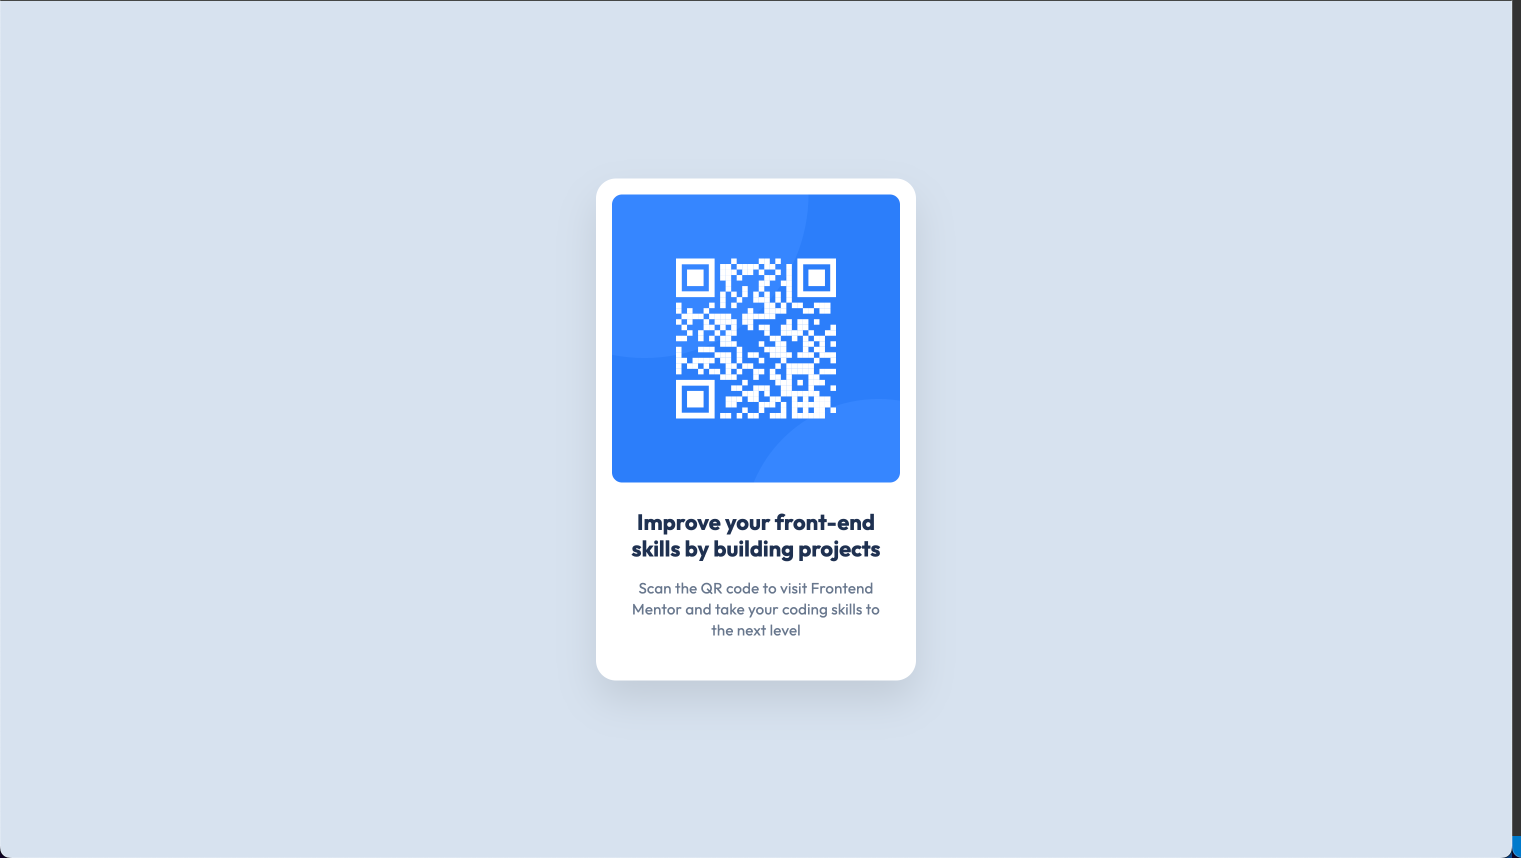 Improve your front-end
skills by building projects
Scan the QR code to visit Frontend
Mentor and take your coding skills to
the next level